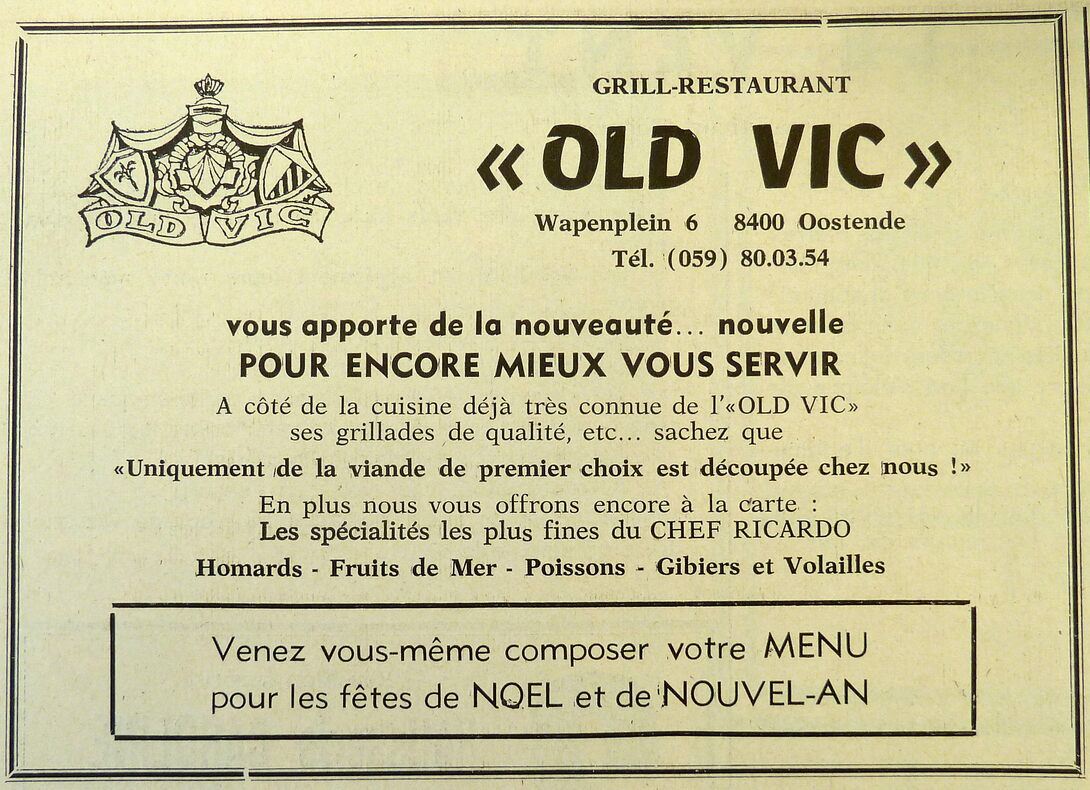 OLD VIC
GRILL-RESTAURANT
« OLD VIC »
Wapenplein 6 8400 Oostende
Tél. (059) 80.03.54
vous apporte de la nouveauté... nouvelle
POUR ENCORE MIEUX VOUS SERVIR
A côté de la cuisine déjà très connue de l'«OLD VIC»
ses grillades de qualité, etc... sachez que
«Uniquement de la viande de premier choix est découpée chez nous !»
En plus nous vous offrons encore à la carte :
Les spécialités les plus fines du CHEF RICARDO
Homards - Fruits de Mer - Poissons - Gibiers et Volailles
Venez vous-même composer votre MENU
pour les fêtes de NOEL et de NOUVEL-AN